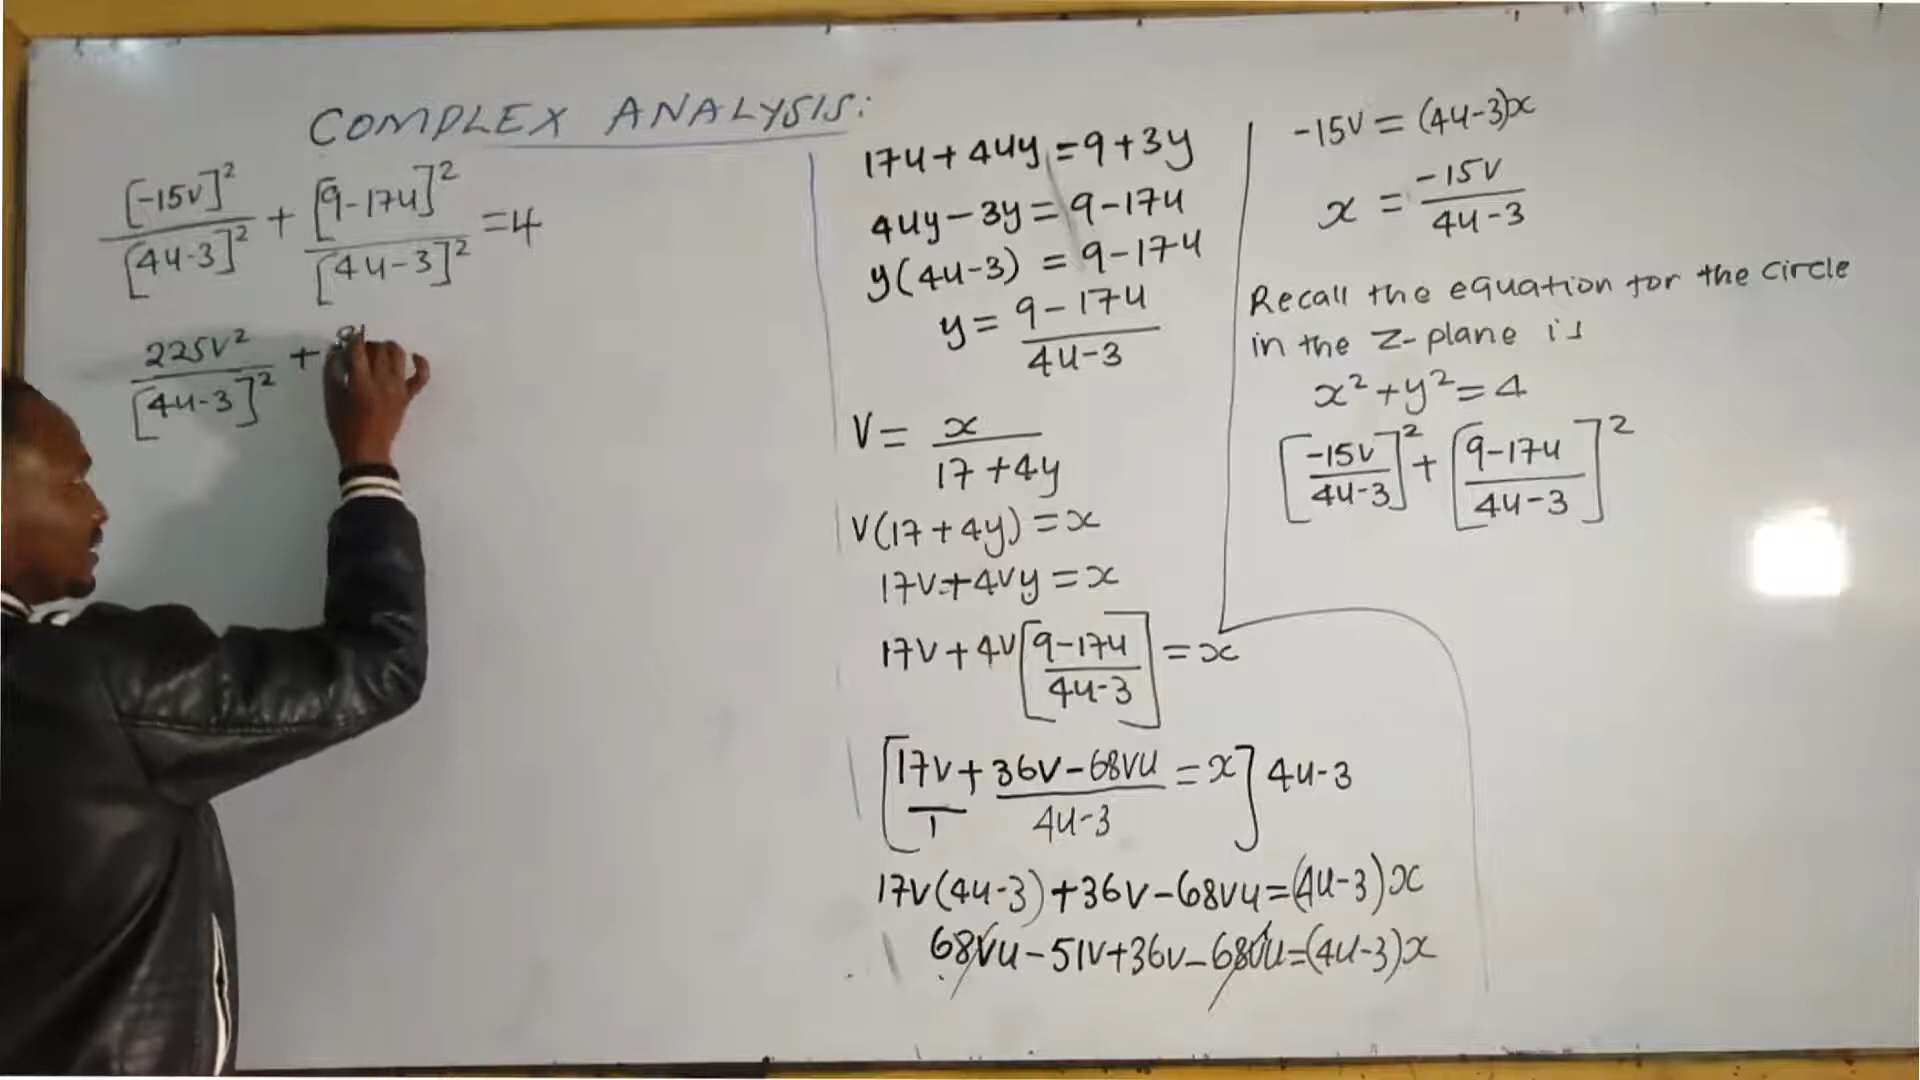 COMPLEX ANALYSIS:
[-15V]²/[4u-3]² + [9-17u]²/[4u-3]² = 4
225V²/[4u-3]² +
17u + 4uy = 9 + 3y
4uy - 3y = 9 - 17u
y(4u-3) = 9 - 17u
y = 9 - 17u/4u - 3
V = x/17 + 4y
V(17 + 4y) = x
17V + 4Vy = x
17V + 4V[9-17u/4u-3] = x
[17V/1 + 36V - 68Vu/4u-3 = x] 4u-3
17V(4u-3) + 36V - 68Vu = (4u-3)x
68Vu - 51V + 36V - 68Vu = (4u-3)x
-15V = (4u-3)x
x = -15V/4u-3
Recall the equation for the circle
in the Z-plane is
x² + y² = 4
[-15V/4u-3]² + [9-17u/4u-3]²